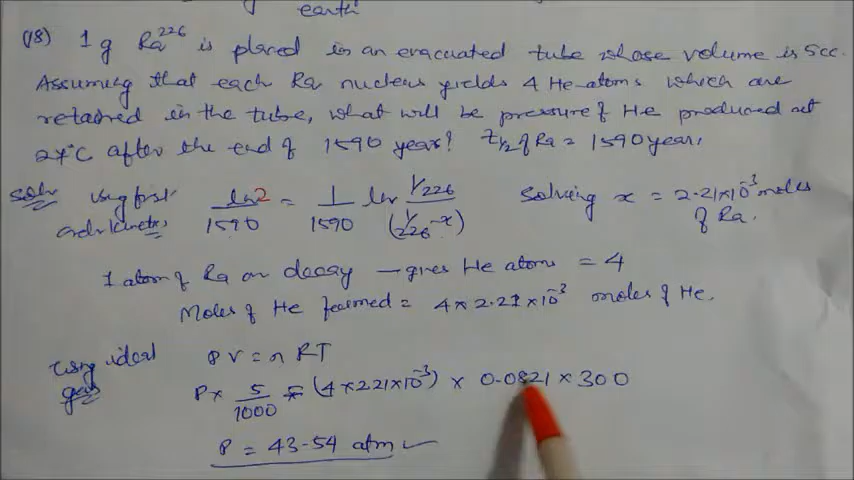 earth
(18) 1 g Ra²²⁶ is placed in an evacuated tube whose volume is 5cc.
Assuming that each Ra nucleus yields 4 He-atoms which are
retained in the tube, what will be pressure of He produced at
27°C after the end of 1590 years? t1/2 of Ra = 1590 years.
Soln Using first order kinetics ln2/1590 = 1/1590 ln (1/226)/(1/226 - x) Solving x = 2.21×10⁻³ moles of Ra.
1 atom of Ra on decay — gives He atoms = 4
Moles of He formed = 4 × 2.21 × 10⁻³ moles of He.
Using ideal gas PV = nRT
P × 5/1000 = (4 × 2.21 × 10⁻³) × 0.0821 × 300
P = 43.54 atm